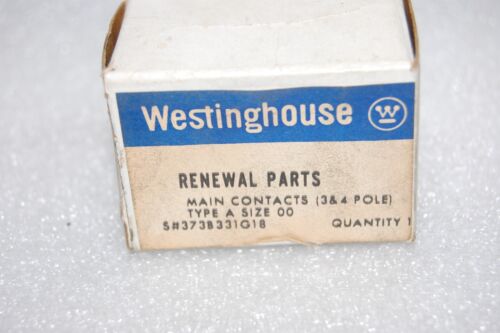 Westinghouse W
RENEWAL PARTS
MAIN CONTACTS (3&4 POLE)
TYPE A SIZE 00
S#373B331G18 QUANTITY 1